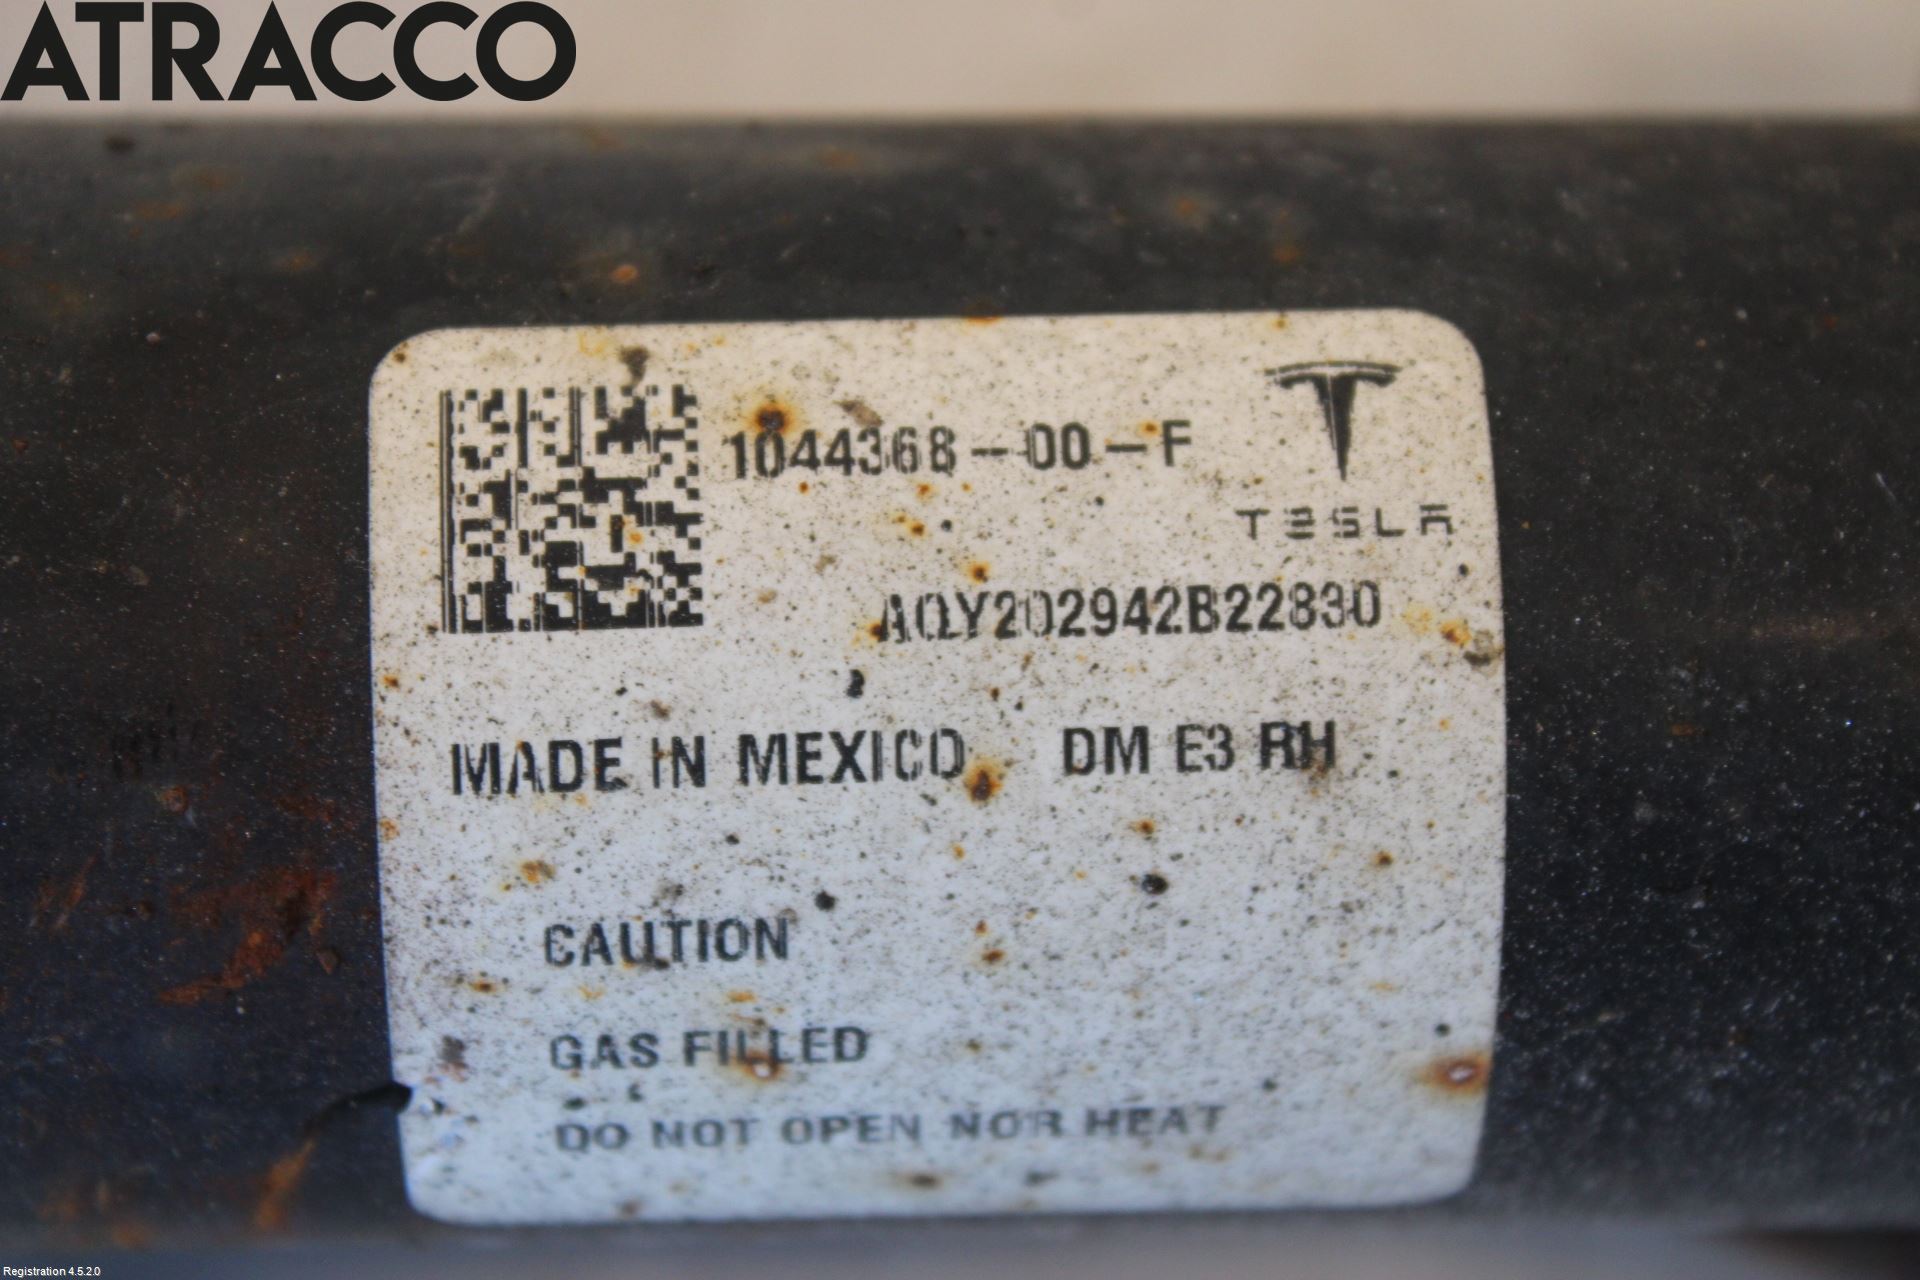 ATRACCO
1044368-00-F
TESLA
AQY202942B22830
MADE IN MEXICO DM E3 RH
CAUTION
GAS FILLED
DO NOT OPEN NOR HEAT
Registration 4.5.2.0